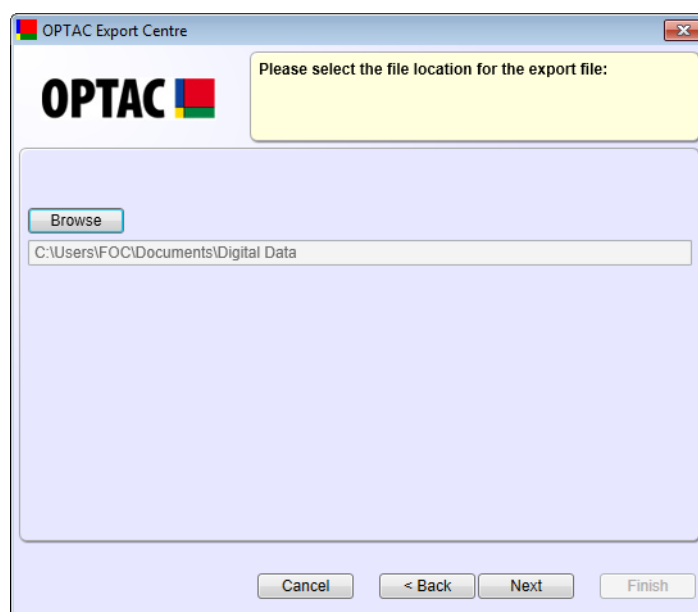 OPTAC Export Centre
OPTAC
Please select the file location for the export file:
Browse
C:\Users\FOC\Documents\Digital Data
Cancel
< Back
Next
Finish